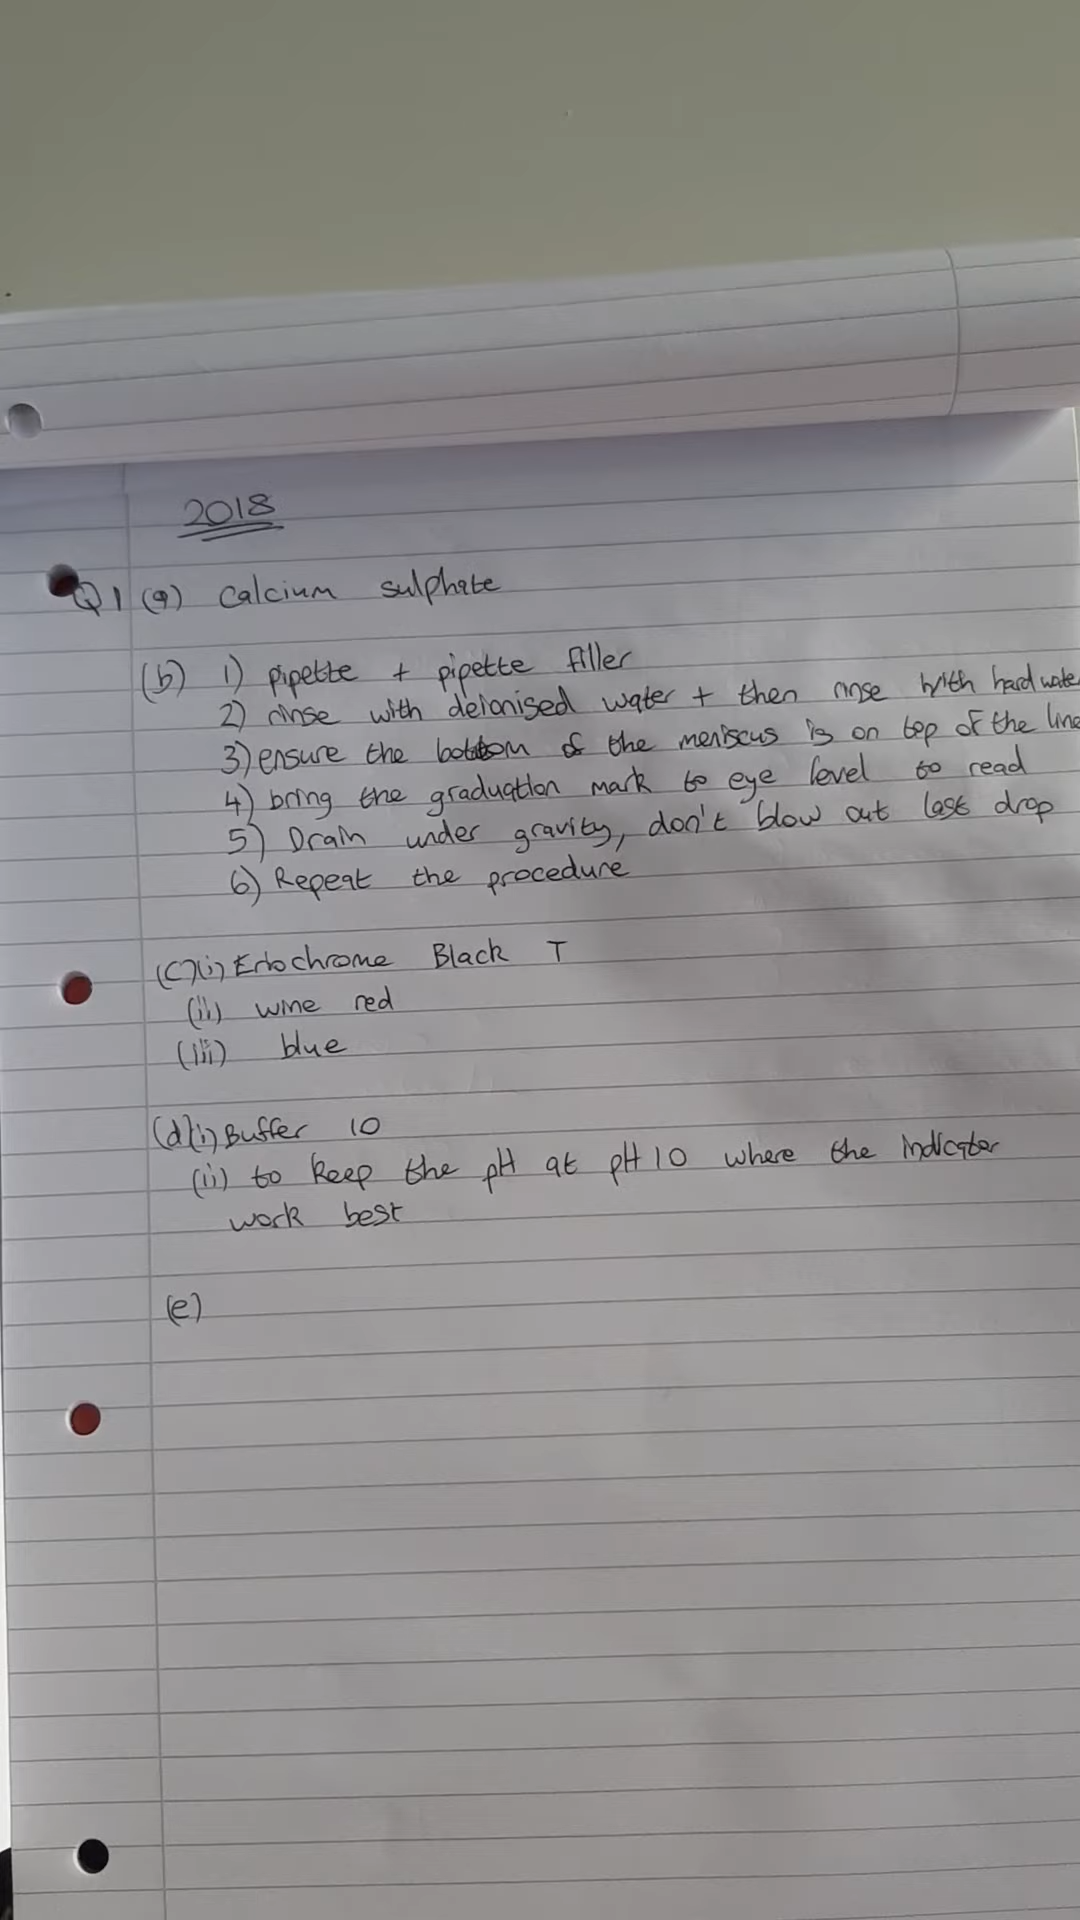 2018
Q1 (a) Calcium sulphate
(b) 1) pipette + pipette filler
2) rinse with deionised water + then rinse with hard water
3) ensure the bottom of the meniscus is on top of the line
4) bring the graduation mark to eye level to read
5) Drain under gravity, don't blow out last drop
6) Repeat the procedure
(c)(i) Eriochrome Black T
(ii) wine red
(iii) blue
(d)(i) Buffer 10
(ii) to keep the pH at pH 10 where the indicator
work best
(e)